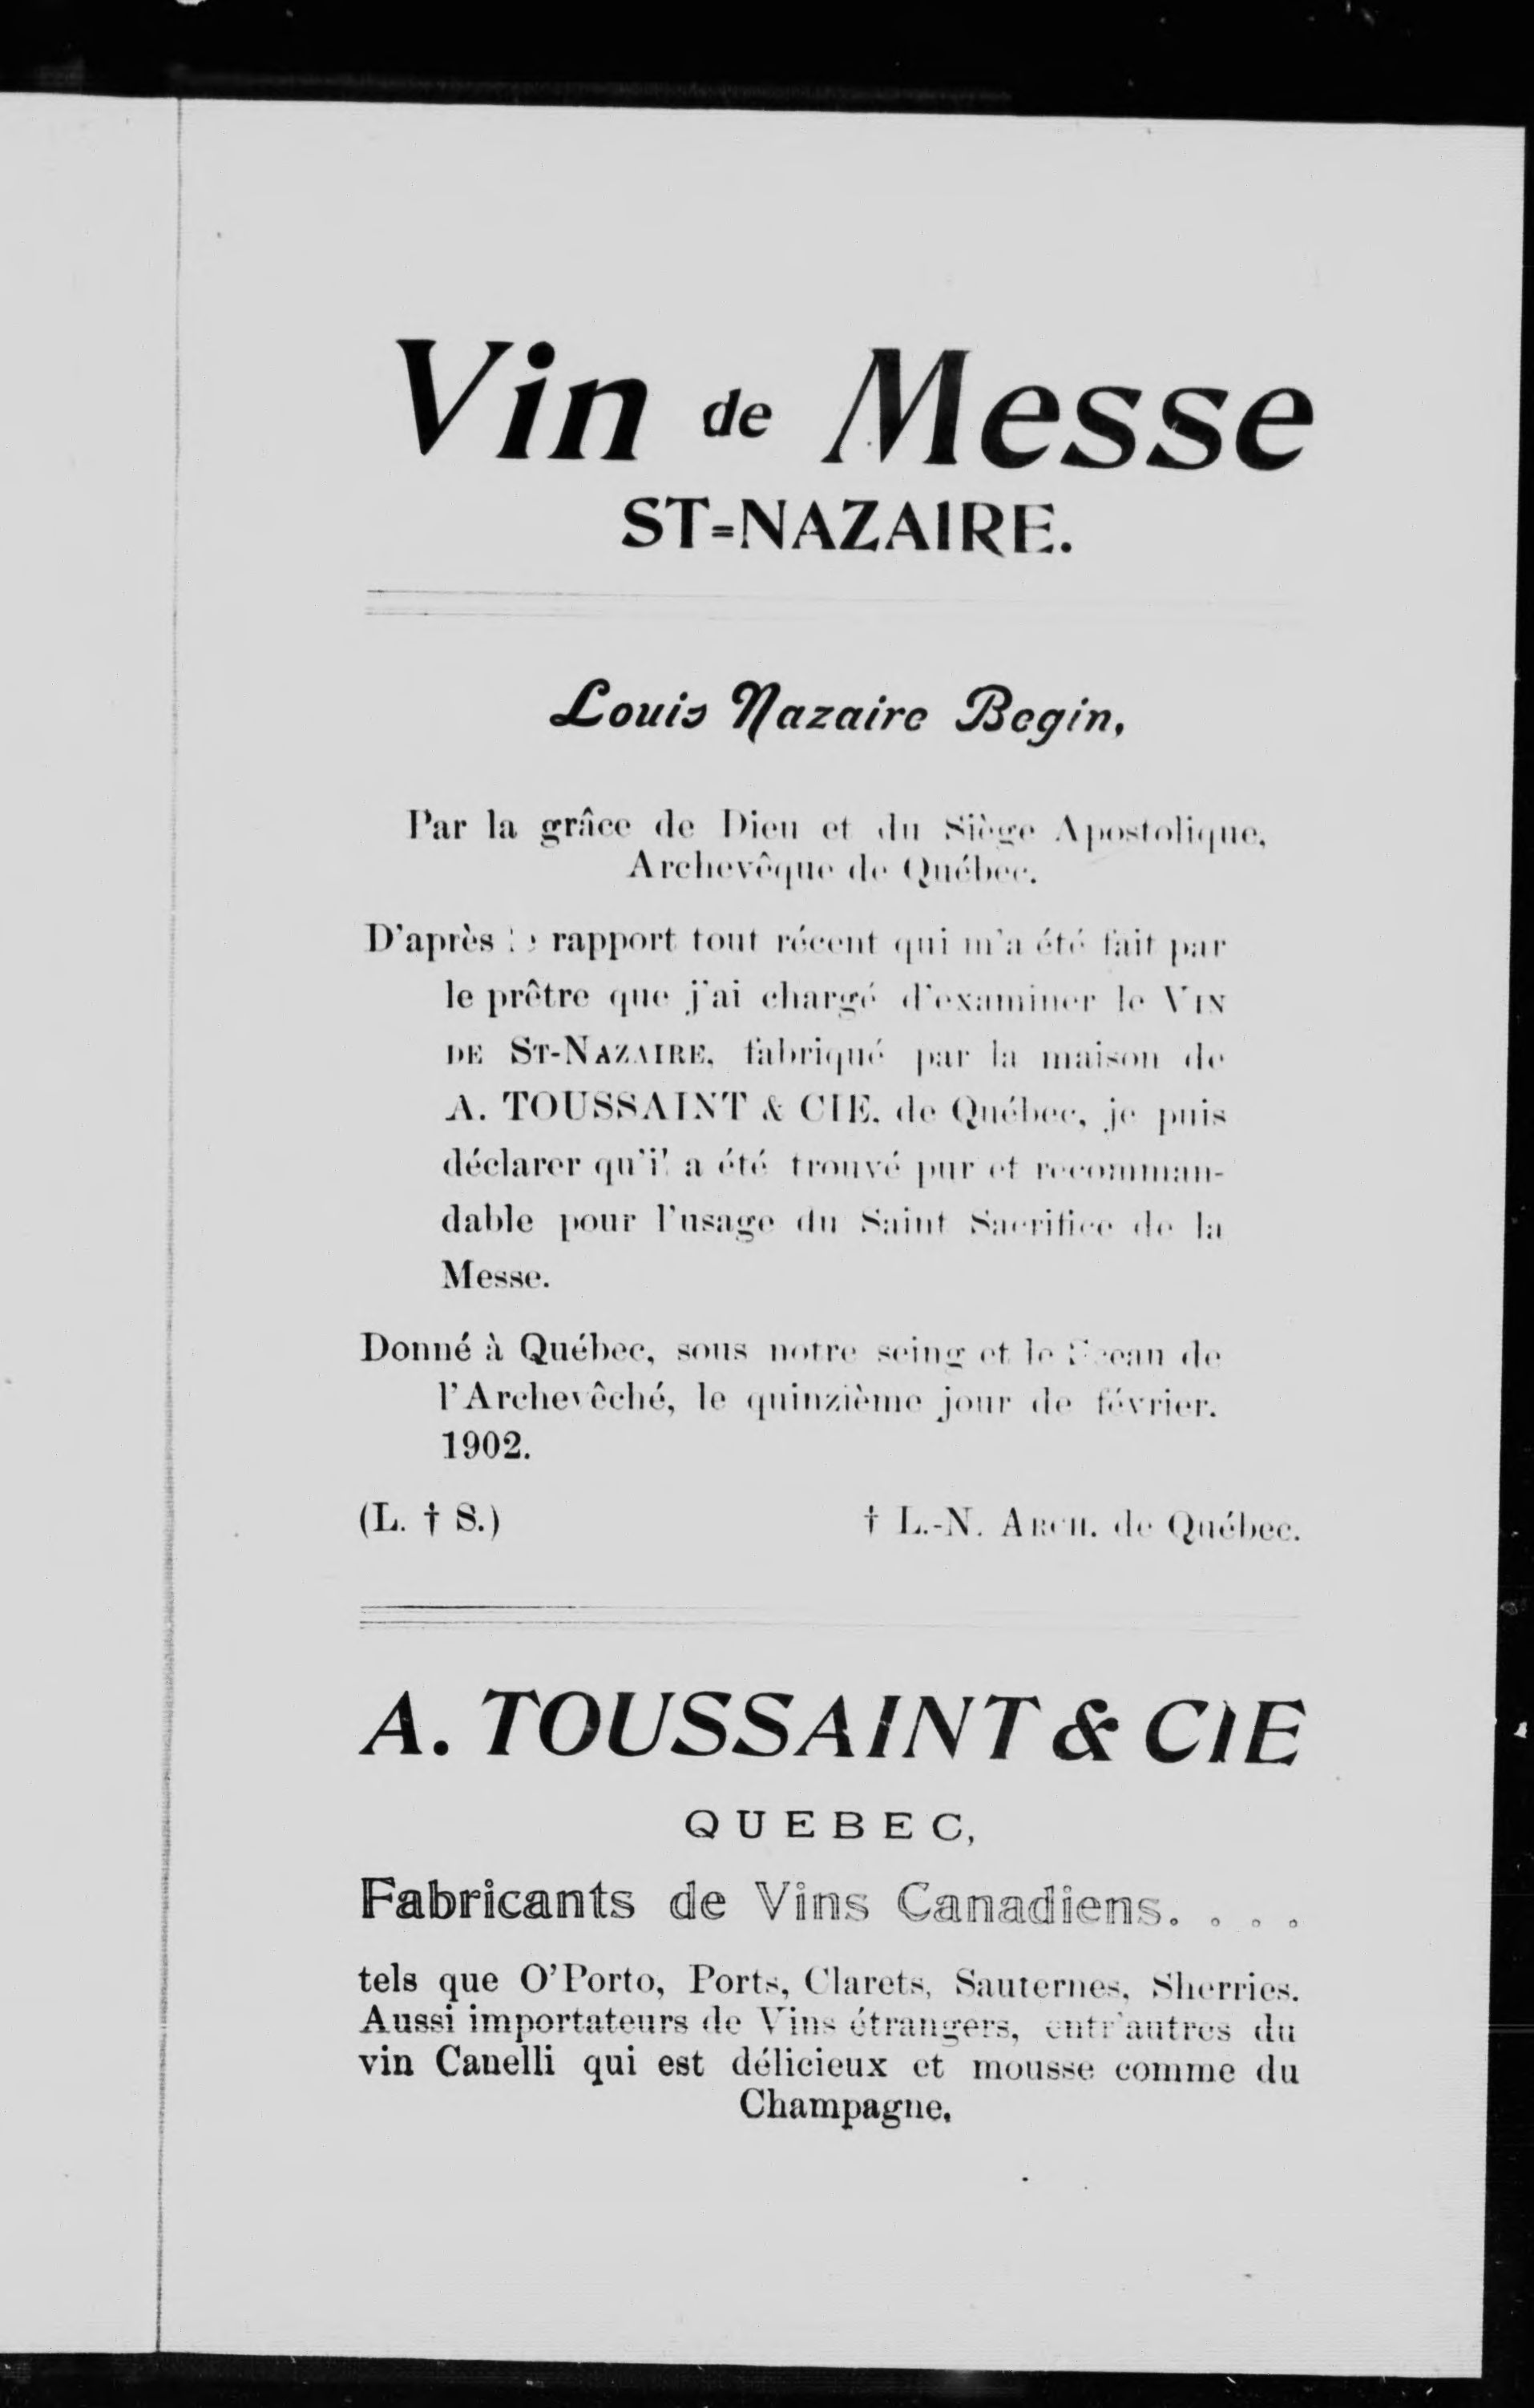 Vin de Messe
ST=NAZAIRE.
Louis Nazaire Begin,
Par la grâce de Dieu et du Siège Apostolique,
Archevêque de Québec.
D'après le rapport tout récent qui m'a été fait par
le prêtre que j'ai chargé d'examiner le VIN
DE ST-NAZAIRE, fabriqué par la maison de
A. TOUSSAINT & CIE. de Québec, je puis
déclarer qu'il a été trouvé pur et recomman-
dable pour l'usage du Saint Sacrifice de la
Messe.
Donné à Québec, sous notre seing et le Sceau de
l'Archevêché, le quinzième jour de février.
1902.
(L. † S.) † L.-N. ARCH. de Québec.
A. TOUSSAINT & CIE
QUEBEC,
Fabricants de Vins Canadiens. . . .
tels que O'Porto, Ports, Clarets, Sauternes, Sherries.
Aussi importateurs de Vins étrangers, entr'autres du
vin Canelli qui est délicieux et mousse comme du
Champagne,